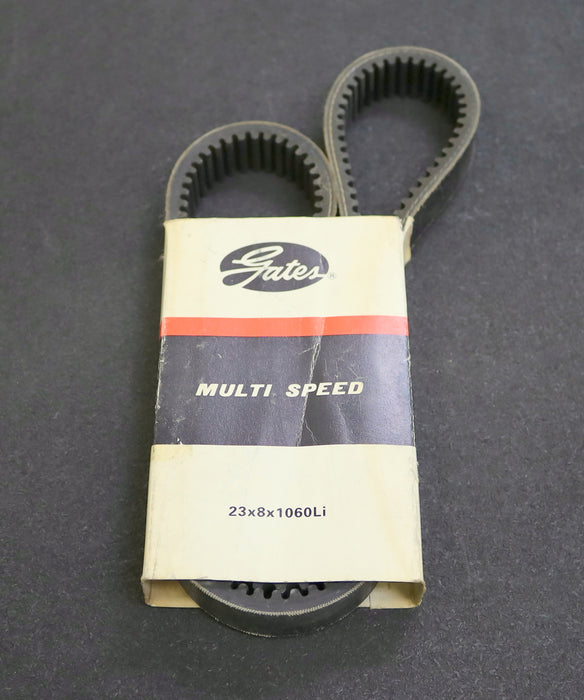 Gates®
MULTI SPEED
23x8x1060Li